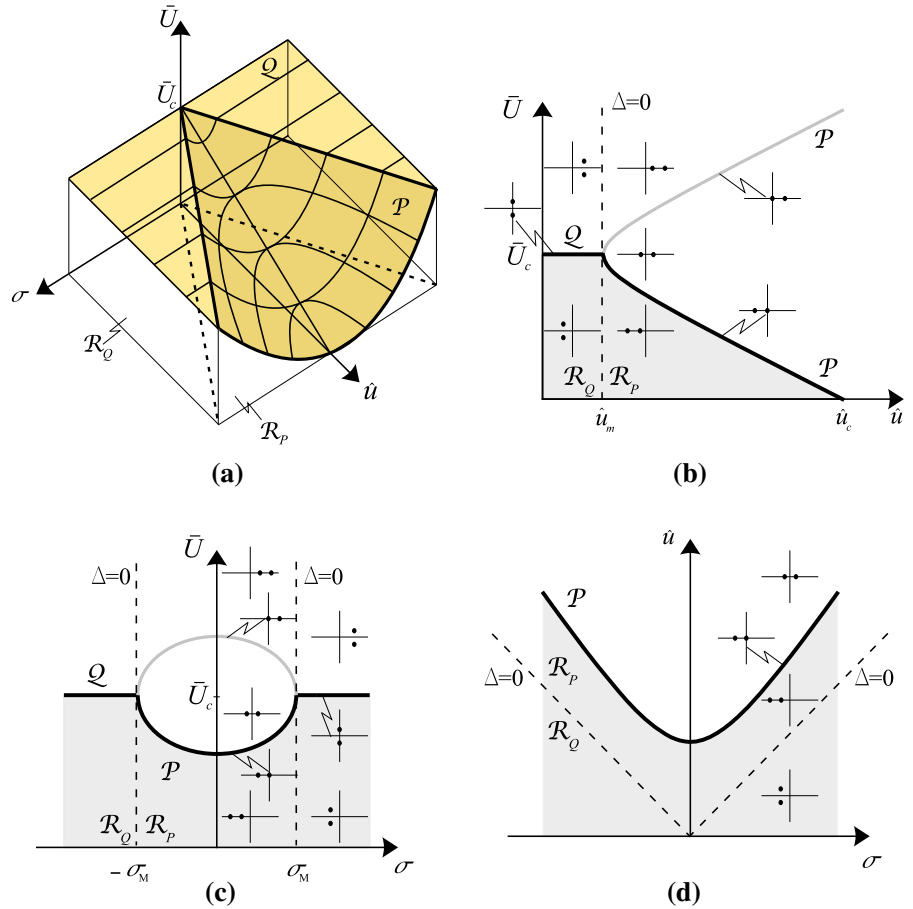 Ū
𝒬
Ū_c
𝒫
σ
ℛ_Q
û
ℛ_P
(a)
Ū
Δ=0
𝒫
𝒬
Ū_c
ℛ_Q ℛ_P
𝒫
û_m
û_c
û
(b)
Ū
Δ=0
Δ=0
𝒬
Ū_c
𝒫
ℛ_Q ℛ_P
−σ_M
σ_M
σ
(c)
û
𝒫
Δ=0
ℛ_P
Δ=0
ℛ_Q
σ
(d)